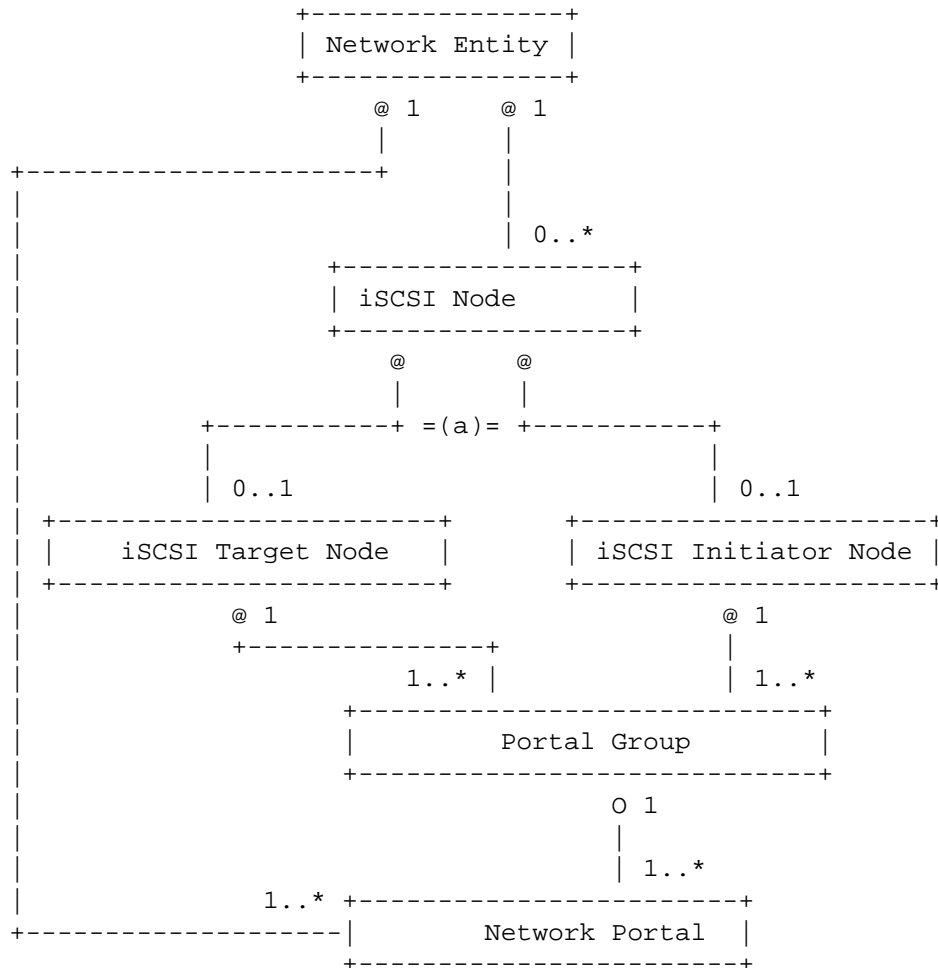 Network Entity
@ 1 @ 1
0..*
iSCSI Node
@ @
=(a)=
0..1 0..1
iSCSI Target Node iSCSI Initiator Node
@ 1 @ 1
1..* 1..*
Portal Group
O 1
1..*
1..*
Network Portal